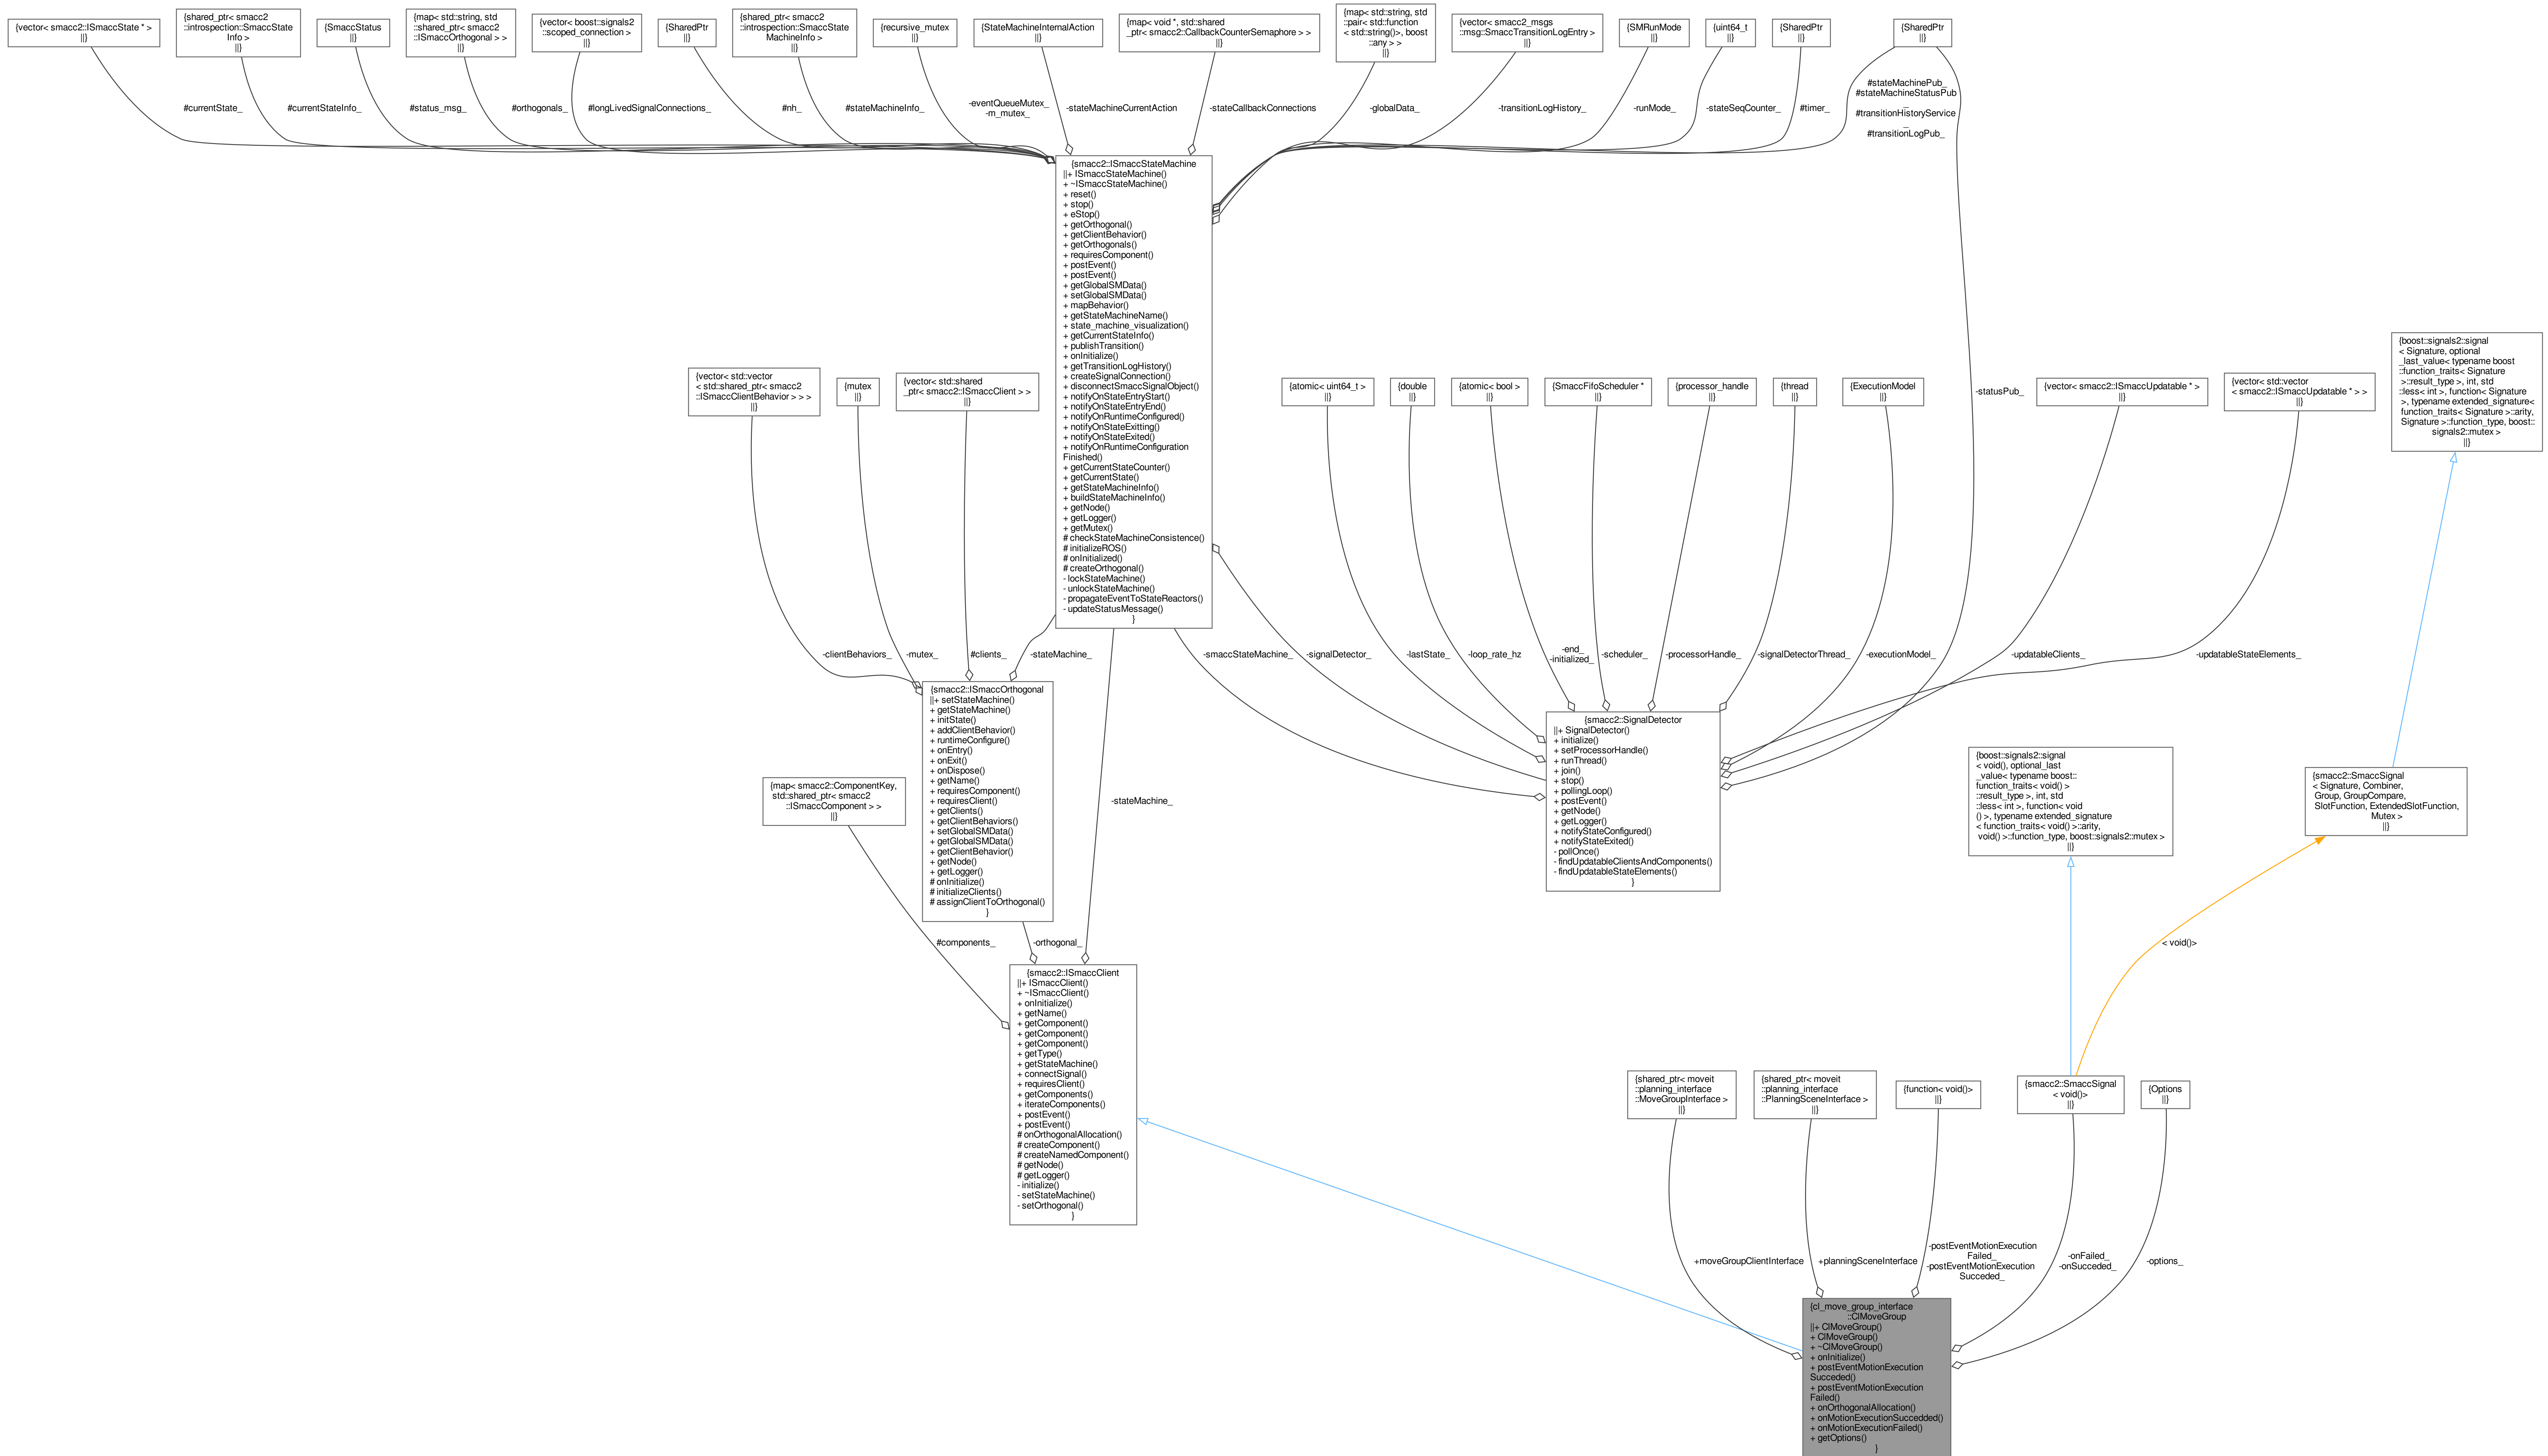 {vector< smacc2::ISmaccState * >
||}
{shared_ptr< smacc2
::introspection::SmaccState
Info >
||}
{SmaccStatus
||}
{map< std::string, std
::shared_ptr< smacc2
::ISmaccOrthogonal > >
||}
{vector< boost::signals2
::scoped_connection >
||}
{SharedPtr
||}
{shared_ptr< smacc2
::introspection::SmaccState
MachineInfo >
||}
{recursive_mutex
||}
{StateMachineInternalAction
||}
{map< void *, std::shared
_ptr< smacc2::CallbackCounterSemaphore > >
||}
{map< std::string, std
::pair< std::function
< std::string()>, boost
::any > >
||}
{vector< smacc2_msgs
::msg::SmaccTransitionLogEntry >
||}
{SMRunMode
||}
{uint64_t
||}
{SharedPtr
||}
{SharedPtr
||}
#currentState_
#currentStateInfo_
#status_msg_
#orthogonals_
#longLivedSignalConnections_
#nh_
#stateMachineInfo_
-eventQueueMutex_
-m_mutex_
-stateMachineCurrentAction
-stateCallbackConnections
-globalData_
-transitionLogHistory_
-runMode_
-stateSeqCounter_
#timer_
#stateMachinePub_
#stateMachineStatusPub
_
#transitionHistoryService
_
#transitionLogPub_
{smacc2::ISmaccStateMachine
||+ ISmaccStateMachine()
+ ~ISmaccStateMachine()
+ reset()
+ stop()
+ eStop()
+ getOrthogonal()
+ getClientBehavior()
+ getOrthogonals()
+ requiresComponent()
+ postEvent()
+ postEvent()
+ getGlobalSMData()
+ setGlobalSMData()
+ mapBehavior()
+ getStateMachineName()
+ state_machine_visualization()
+ getCurrentStateInfo()
+ publishTransition()
+ onInitialize()
+ getTransitionLogHistory()
+ createSignalConnection()
+ disconnectSmaccSignalObject()
+ notifyOnStateEntryStart()
+ notifyOnStateEntryEnd()
+ notifyOnRuntimeConfigured()
+ notifyOnStateExitting()
+ notifyOnStateExited()
+ notifyOnRuntimeConfiguration
Finished()
+ getCurrentStateCounter()
+ getCurrentState()
+ getStateMachineInfo()
+ buildStateMachineInfo()
+ getNode()
+ getLogger()
+ getMutex()
# checkStateMachineConsistence()
# initializeROS()
# onInitialized()
# createOrthogonal()
- lockStateMachine()
- unlockStateMachine()
- propagateEventToStateReactors()
- updateStatusMessage()
}
{boost::signals2::signal
< Signature, optional
_last_value< typename boost
::function_traits< Signature
>::result_type >, int, std
::less< int >, function< Signature
>, typename extended_signature<
function_traits< Signature >::arity,
Signature >::function_type, boost::
signals2::mutex >
||}
{vector< std::vector
< std::shared_ptr< smacc2
::ISmaccClientBehavior > > >
||}
{mutex
||}
{vector< std::shared
_ptr< smacc2::ISmaccClient > >
||}
{atomic< uint64_t >
||}
{double
||}
{atomic< bool >
||}
{SmaccFifoScheduler *
||}
{processor_handle
||}
{thread
||}
{ExecutionModel
||}
-statusPub_
{vector< smacc2::ISmaccUpdatable * >
||}
{vector< std::vector
< smacc2::ISmaccUpdatable * > >
||}
-clientBehaviors_
-mutex_
#clients_
-stateMachine_
-smaccStateMachine_
-signalDetector_
-lastState_
-loop_rate_hz
-end_
-initialized_
-scheduler_
-processorHandle_
-signalDetectorThread_
-executionModel_
-updatableClients_
-updatableStateElements_
{smacc2::ISmaccOrthogonal
||+ setStateMachine()
+ getStateMachine()
+ initState()
+ addClientBehavior()
+ runtimeConfigure()
+ onEntry()
+ onExit()
+ onDispose()
+ getName()
+ requiresComponent()
+ requiresClient()
+ getClients()
+ getClientBehaviors()
+ setGlobalSMData()
+ getGlobalSMData()
+ getClientBehavior()
+ getNode()
+ getLogger()
# onInitialize()
# initializeClients()
# assignClientToOrthogonal()
}
{smacc2::SignalDetector
||+ SignalDetector()
+ initialize()
+ setProcessorHandle()
+ runThread()
+ join()
+ stop()
+ pollingLoop()
+ postEvent()
+ getNode()
+ getLogger()
+ notifyStateConfigured()
+ notifyStateExited()
- pollOnce()
- findUpdatableClientsAndComponents()
- findUpdatableStateElements()
}
{boost::signals2::signal
< void(), optional_last
_value< typename boost::
function_traits< void() >
::result_type >, int, std
::less< int >, function< void
() >, typename extended_signature
< function_traits< void() >::arity,
void() >::function_type, boost::signals2::mutex >
||}
{smacc2::SmaccSignal
< Signature, Combiner,
Group, GroupCompare,
SlotFunction, ExtendedSlotFunction,
Mutex >
||}
{map< smacc2::ComponentKey,
std::shared_ptr< smacc2
::ISmaccComponent > >
||}
-stateMachine_
#components_
-orthogonal_
< void()>
{smacc2::ISmaccClient
||+ ISmaccClient()
+ ~ISmaccClient()
+ onInitialize()
+ getName()
+ getComponent()
+ getComponent()
+ getComponent()
+ getType()
+ getStateMachine()
+ connectSignal()
+ requiresClient()
+ getComponents()
+ iterateComponents()
+ postEvent()
+ postEvent()
# onOrthogonalAllocation()
# createComponent()
# createNamedComponent()
# getNode()
# getLogger()
- initialize()
- setStateMachine()
- setOrthogonal()
}
{shared_ptr< moveit
::planning_interface
::MoveGroupInterface >
||}
{shared_ptr< moveit
::planning_interface
::PlanningSceneInterface >
||}
{function< void()>
||}
{smacc2::SmaccSignal
< void()>
||}
{Options
||}
+moveGroupClientInterface
+planningSceneInterface
-postEventMotionExecution
Failed_
-postEventMotionExecution
Succeded_
-onFailed_
-onSucceded_
-options_
{cl_move_group_interface
::ClMoveGroup
||+ ClMoveGroup()
+ ClMoveGroup()
+ ~ClMoveGroup()
+ onInitialize()
+ postEventMotionExecution
Succeded()
+ postEventMotionExecution
Failed()
+ onOrthogonalAllocation()
+ onMotionExecutionSuccedded()
+ onMotionExecutionFailed()
+ getOptions()
}